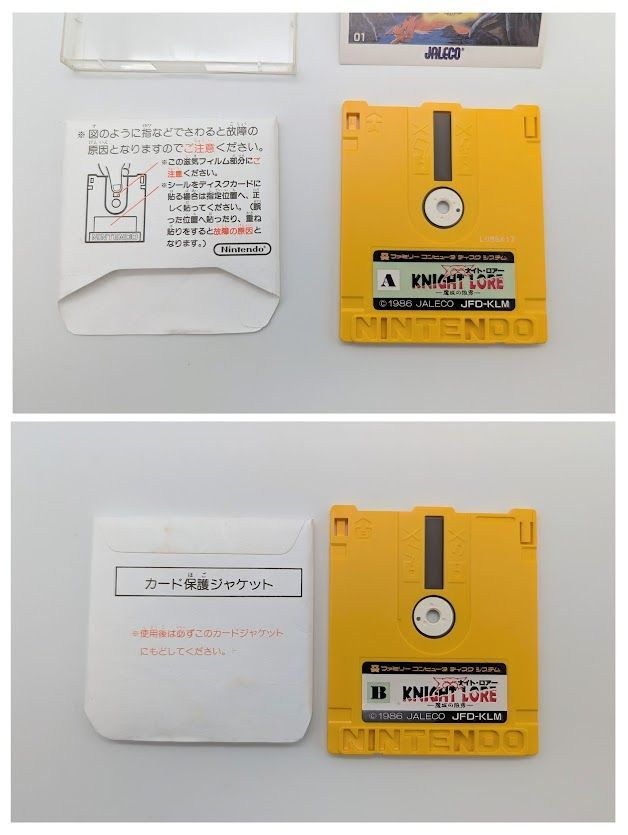 01
JALECO
※図のように指などでさわると故障の
原因となりますのでご注意ください。
※この磁気フィルム部分にご
注意ください。
※シールをディスクカードに
貼る場合は指定位置へ、正
しく貼ってください。（誤
った位置へ貼ったり、重ね
貼りをすると故障の原因と
なります。）
Nintendo
NINTENDO
ファミリー コンピュータ ディスク システム
A
ナイト・ロアー
KNIGHT LORE
©1986 JALECO JFD-KLM
NINTENDO
カード保護ジャケット
ほご
※使用後は必ずこのカードジャケット
にもどしてください。
ファミリー コンピュータ ディスク システム
B
ナイト・ロアー
KNIGHT LORE
©1986 JALECO JFD-KLM
NINTENDO